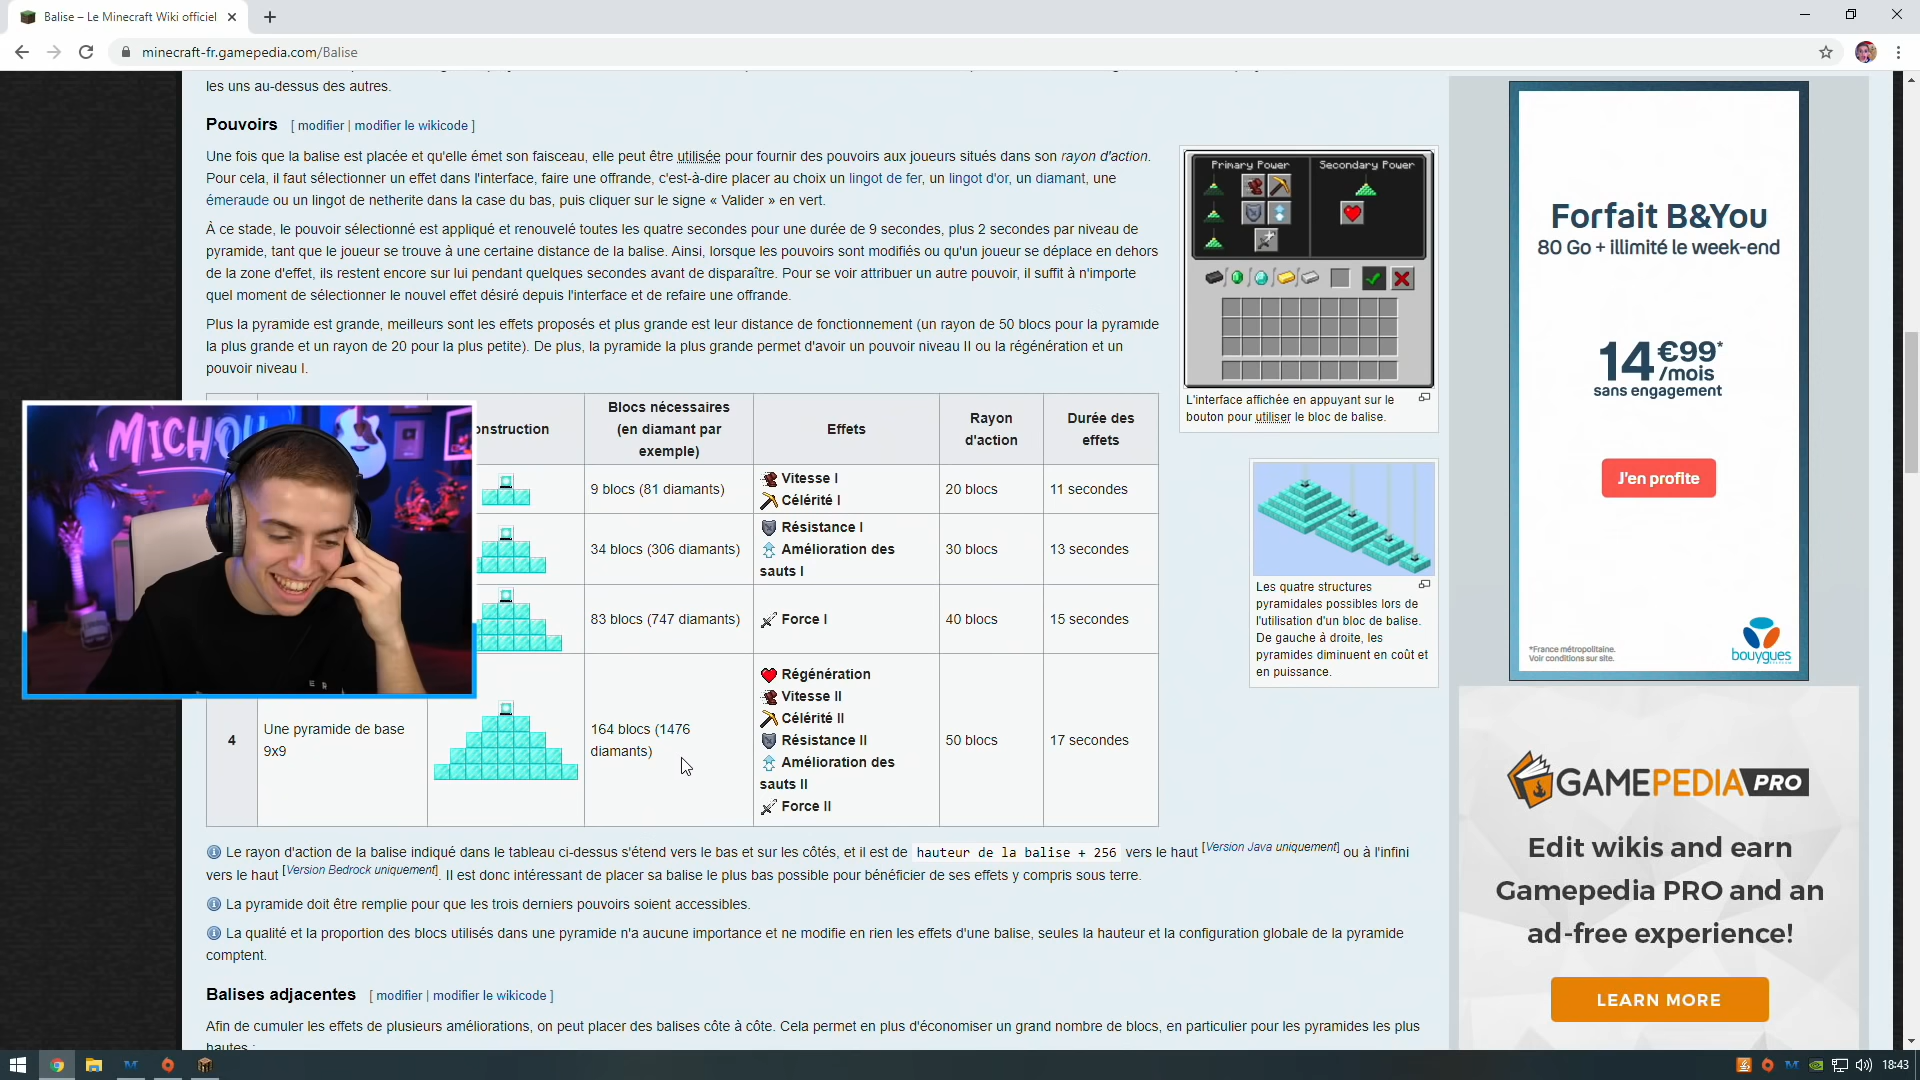 Balise – Le Minecraft Wiki officiel
minecraft-fr.gamepedia.com/Balise
les uns au-dessus des autres.
Pouvoirs [ modifier | modifier le wikicode ]
Une fois que la balise est placée et qu'elle émet son faisceau, elle peut être utilisée pour fournir des pouvoirs aux joueurs situés dans son rayon d'action.
Pour cela, il faut sélectionner un effet dans l'interface, faire une offrande, c'est-à-dire placer au choix un lingot de fer, un lingot d'or, un diamant, une
émeraude ou un lingot de netherite dans la case du bas, puis cliquer sur le signe « Valider » en vert.
À ce stade, le pouvoir sélectionné est appliqué et renouvelé toutes les quatre secondes pour une durée de 9 secondes, plus 2 secondes par niveau de
pyramide, tant que le joueur se trouve à une certaine distance de la balise. Ainsi, lorsque les pouvoirs sont modifiés ou qu'un joueur se déplace en dehors
de la zone d'effet, ils restent encore sur lui pendant quelques secondes avant de disparaître. Pour se voir attribuer un autre pouvoir, il suffit à n'importe
quel moment de sélectionner le nouvel effet désiré depuis l'interface et de refaire une offrande.
Plus la pyramide est grande, meilleurs sont les effets proposés et plus grande est leur distance de fonctionnement (un rayon de 50 blocs pour la pyramide
la plus grande et un rayon de 20 pour la plus petite). De plus, la pyramide la plus grande permet d'avoir un pouvoir niveau II ou la régénération et un
pouvoir niveau I.
Primary Power Secondary Power
L'interface affichée en appuyant sur le
bouton pour utiliser le bloc de balise.
Les quatre structures
pyramidales possibles lors de
l'utilisation d'un bloc de balise.
De gauche à droite, les
pyramides diminuent en coût et
en puissance.
MICHOU
onstruction
Blocs nécessaires
(en diamant par
exemple)
Effets
Rayon
d'action
Durée des
effets
9 blocs (81 diamants)
Vitesse I
Célérité I
20 blocs
11 secondes
34 blocs (306 diamants)
Résistance I
Amélioration des
sauts I
30 blocs
13 secondes
83 blocs (747 diamants)
Force I
40 blocs
15 secondes
4
Une pyramide de base
9x9
164 blocs (1476
diamants)
Régénération
Vitesse II
Célérité II
Résistance II
Amélioration des
sauts II
Force II
50 blocs
17 secondes
Le rayon d'action de la balise indiqué dans le tableau ci-dessus s'étend vers le bas et sur les côtés, et il est de hauteur de la balise + 256 vers le haut [Version Java uniquement] ou à l'infini
vers le haut [Version Bedrock uniquement]. Il est donc intéressant de placer sa balise le plus bas possible pour bénéficier de ses effets y compris sous terre.
La pyramide doit être remplie pour que les trois derniers pouvoirs soient accessibles.
La qualité et la proportion des blocs utilisés dans une pyramide n'a aucune importance et ne modifie en rien les effets d'une balise, seules la hauteur et la configuration globale de la pyramide
comptent.
Balises adjacentes [ modifier | modifier le wikicode ]
Afin de cumuler les effets de plusieurs améliorations, on peut placer des balises côte à côte. Cela permet en plus d'économiser un grand nombre de blocs, en particulier pour les pyramides les plus
hautes :
Forfait B&You
80 Go + illimité le week-end
14€99*
/mois
sans engagement
J'en profite
*France métropolitaine.
Voir conditions sur site.
bouygues
GAMEPEDIA PRO
Edit wikis and earn
Gamepedia PRO and an
ad-free experience!
LEARN MORE
18:43